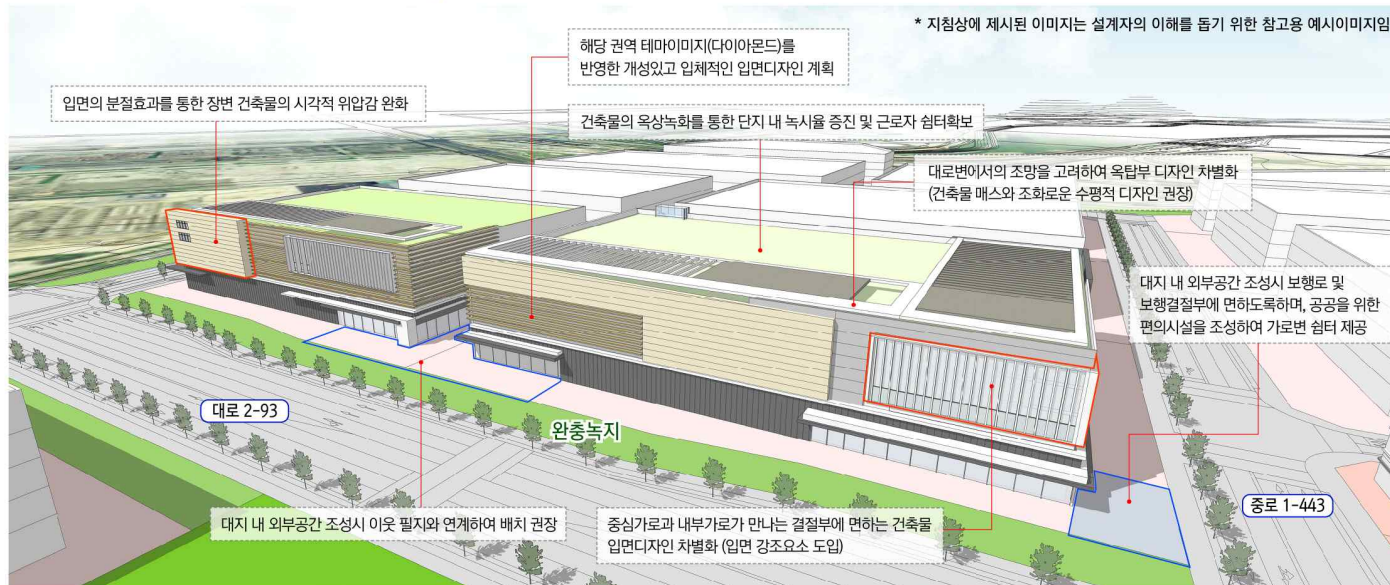 * 지침상에 제시된 이미지는 설계자의 이해를 돕기 위한 참고용 예시이미지임
해당 권역 테마이미지(다이아몬드)를
반영한 개성있고 입체적인 입면디자인 계획
입면의 분절효과를 통한 장변 건축물의 시각적 위압감 완화
건축물의 옥상녹화를 통한 단지 내 녹시율 증진 및 근로자 쉼터확보
대로변에서의 조망을 고려하여 옥탑부 디자인 차별화
(건축물 매스와 조화로운 수평적 디자인 권장)
대지 내 외부공간 조성시 보행로 및
보행결절부에 면하도록하며, 공공을 위한
편의시설을 조성하여 가로변 쉼터 제공
대로 2-93
완충녹지
중로 1-443
대지 내 외부공간 조성시 이웃 필지와 연계하여 배치 권장
중심가로과 내부가로가 만나는 결절부에 면하는 건축물
입면디자인 차별화 (입면 강조요소 도입)